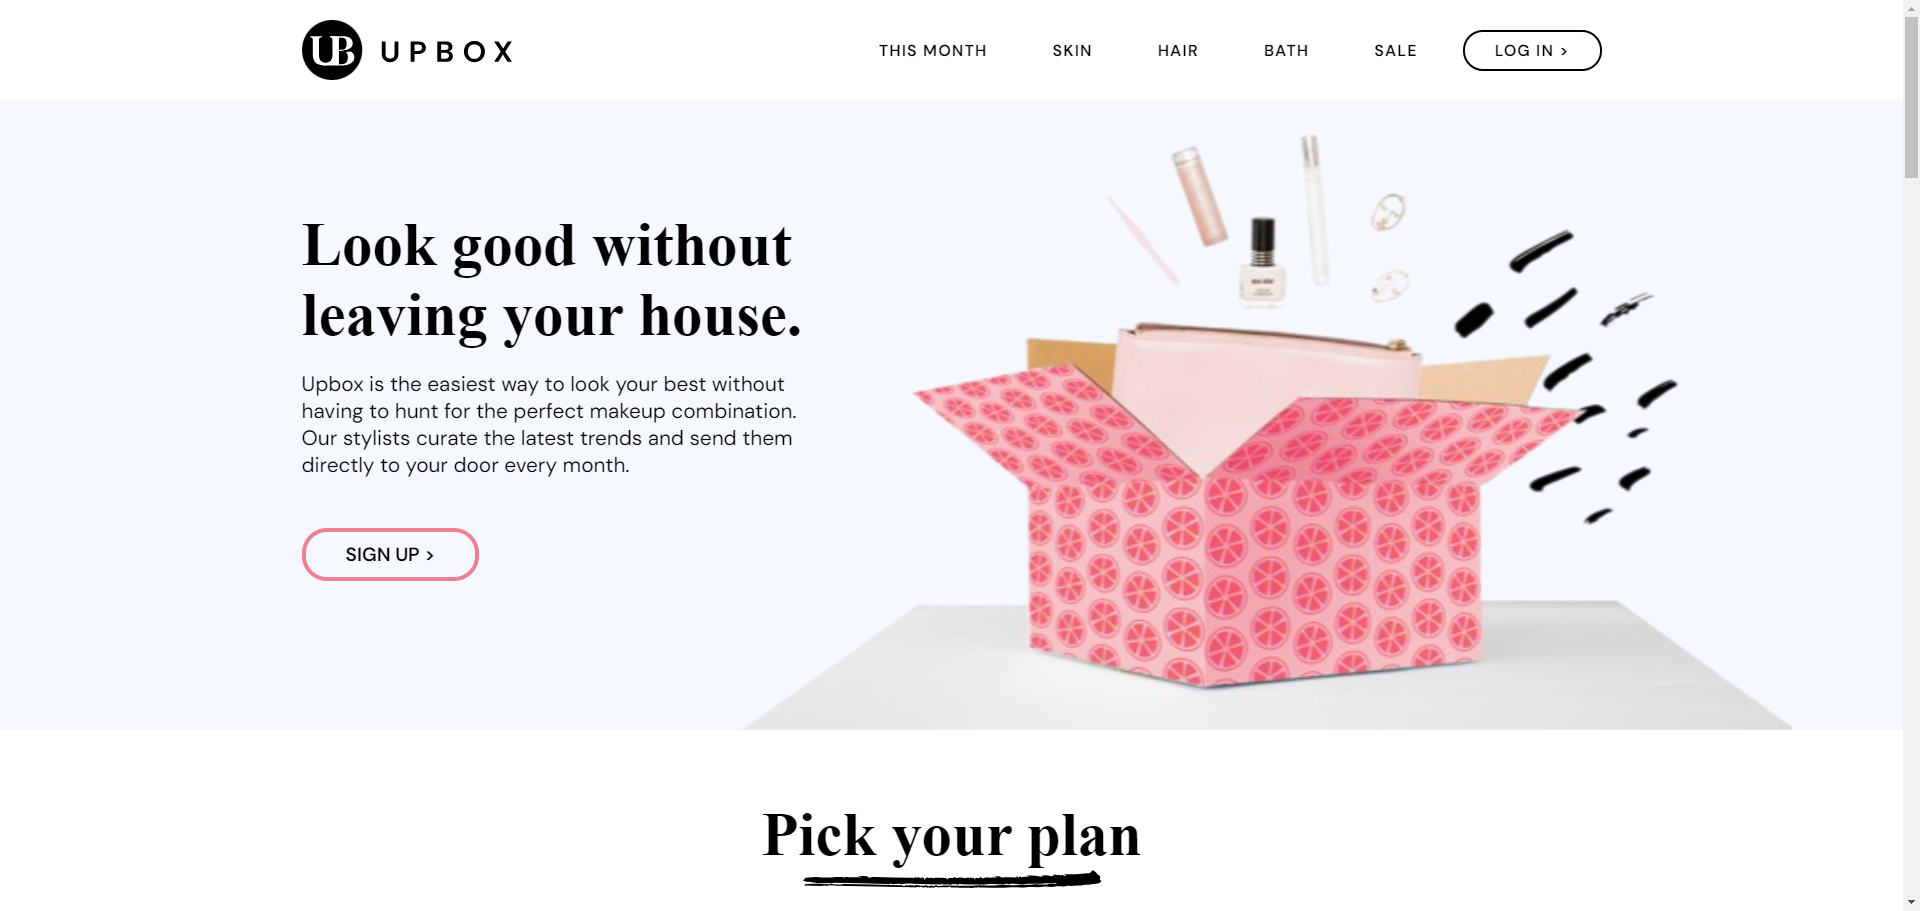 UB UPBOX
THIS MONTH SKIN HAIR BATH SALE LOG IN >
Look good without
leaving your house.
Upbox is the easiest way to look your best without
having to hunt for the perfect makeup combination.
Our stylists curate the latest trends and send them
directly to your door every month.
SIGN UP >
Pick your plan